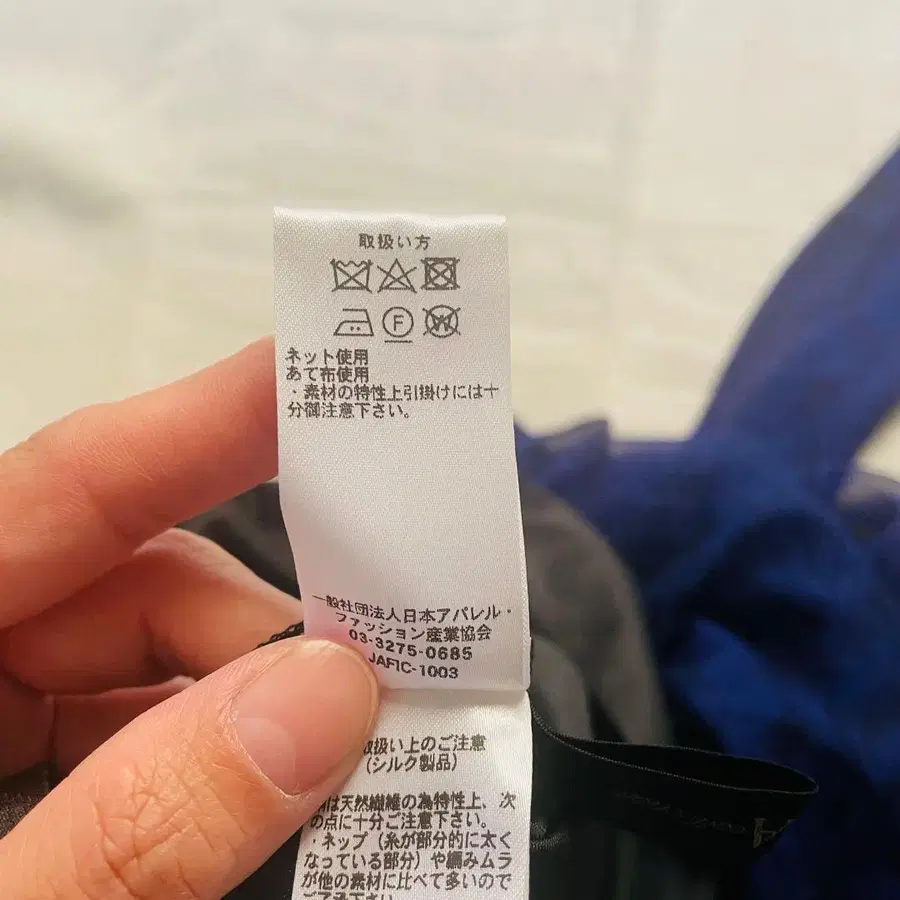 取扱い方
F W
ネット使用
あて布使用
・素材の特性上引掛けには十
分御注意下さい。
一般社団法人日本アパレル・
ファッション産業協会
03-3275-0685
JAFIC-1003
取扱い上のご注意
(シルク製品)
は天然繊維の為特性上、次
の点に十分ご注意下さい。
・ネップ(糸が部分的に太く
なっている部分)や編みムラ
が他の素材に比べて多いので
ご了承下さい